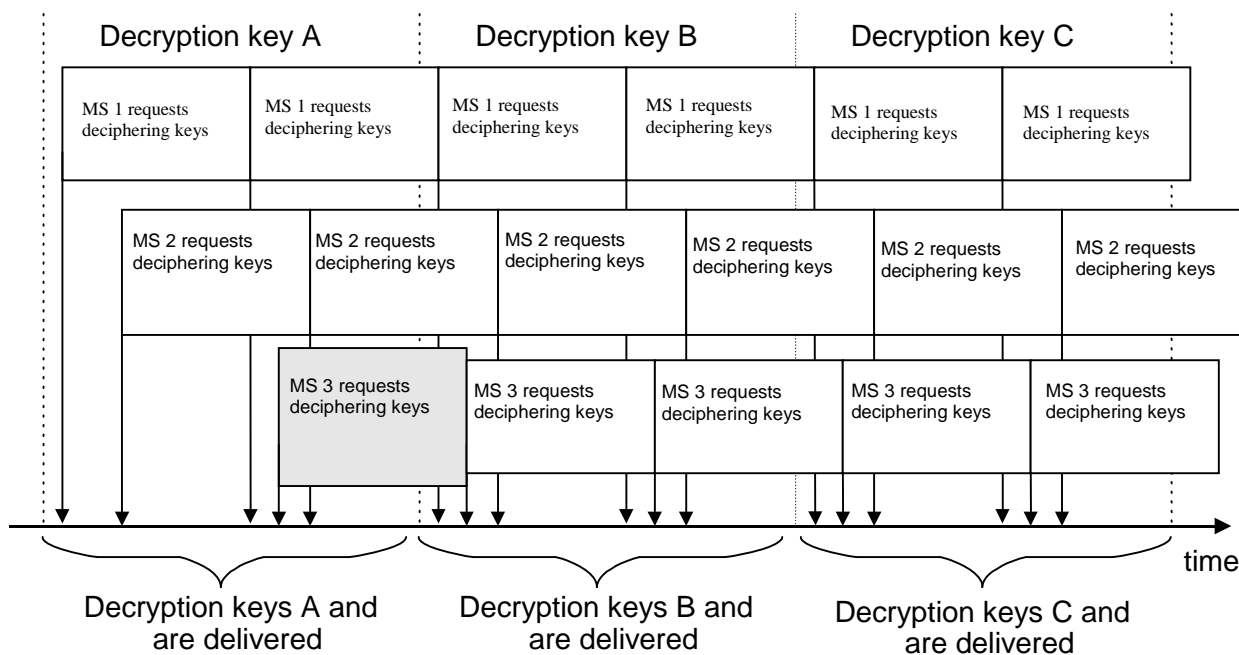 Decryption key A
Decryption key B
Decryption key C
MS 1 requests
deciphering keys
MS 1 requests
deciphering keys
MS 1 requests
deciphering keys
MS 1 requests
deciphering keys
MS 1 requests
deciphering keys
MS 1 requests
deciphering keys
MS 2 requests
deciphering keys
MS 2 requests
deciphering keys
MS 2 requests
deciphering keys
MS 2 requests
deciphering keys
MS 2 requests
deciphering keys
MS 2 requests
deciphering keys
MS 3 requests
deciphering keys
MS 3 requests
deciphering keys
MS 3 requests
deciphering keys
MS 3 requests
deciphering keys
MS 3 requests
deciphering keys
time
Decryption keys A and
are delivered
Decryption keys B and
are delivered
Decryption keys C and
are delivered